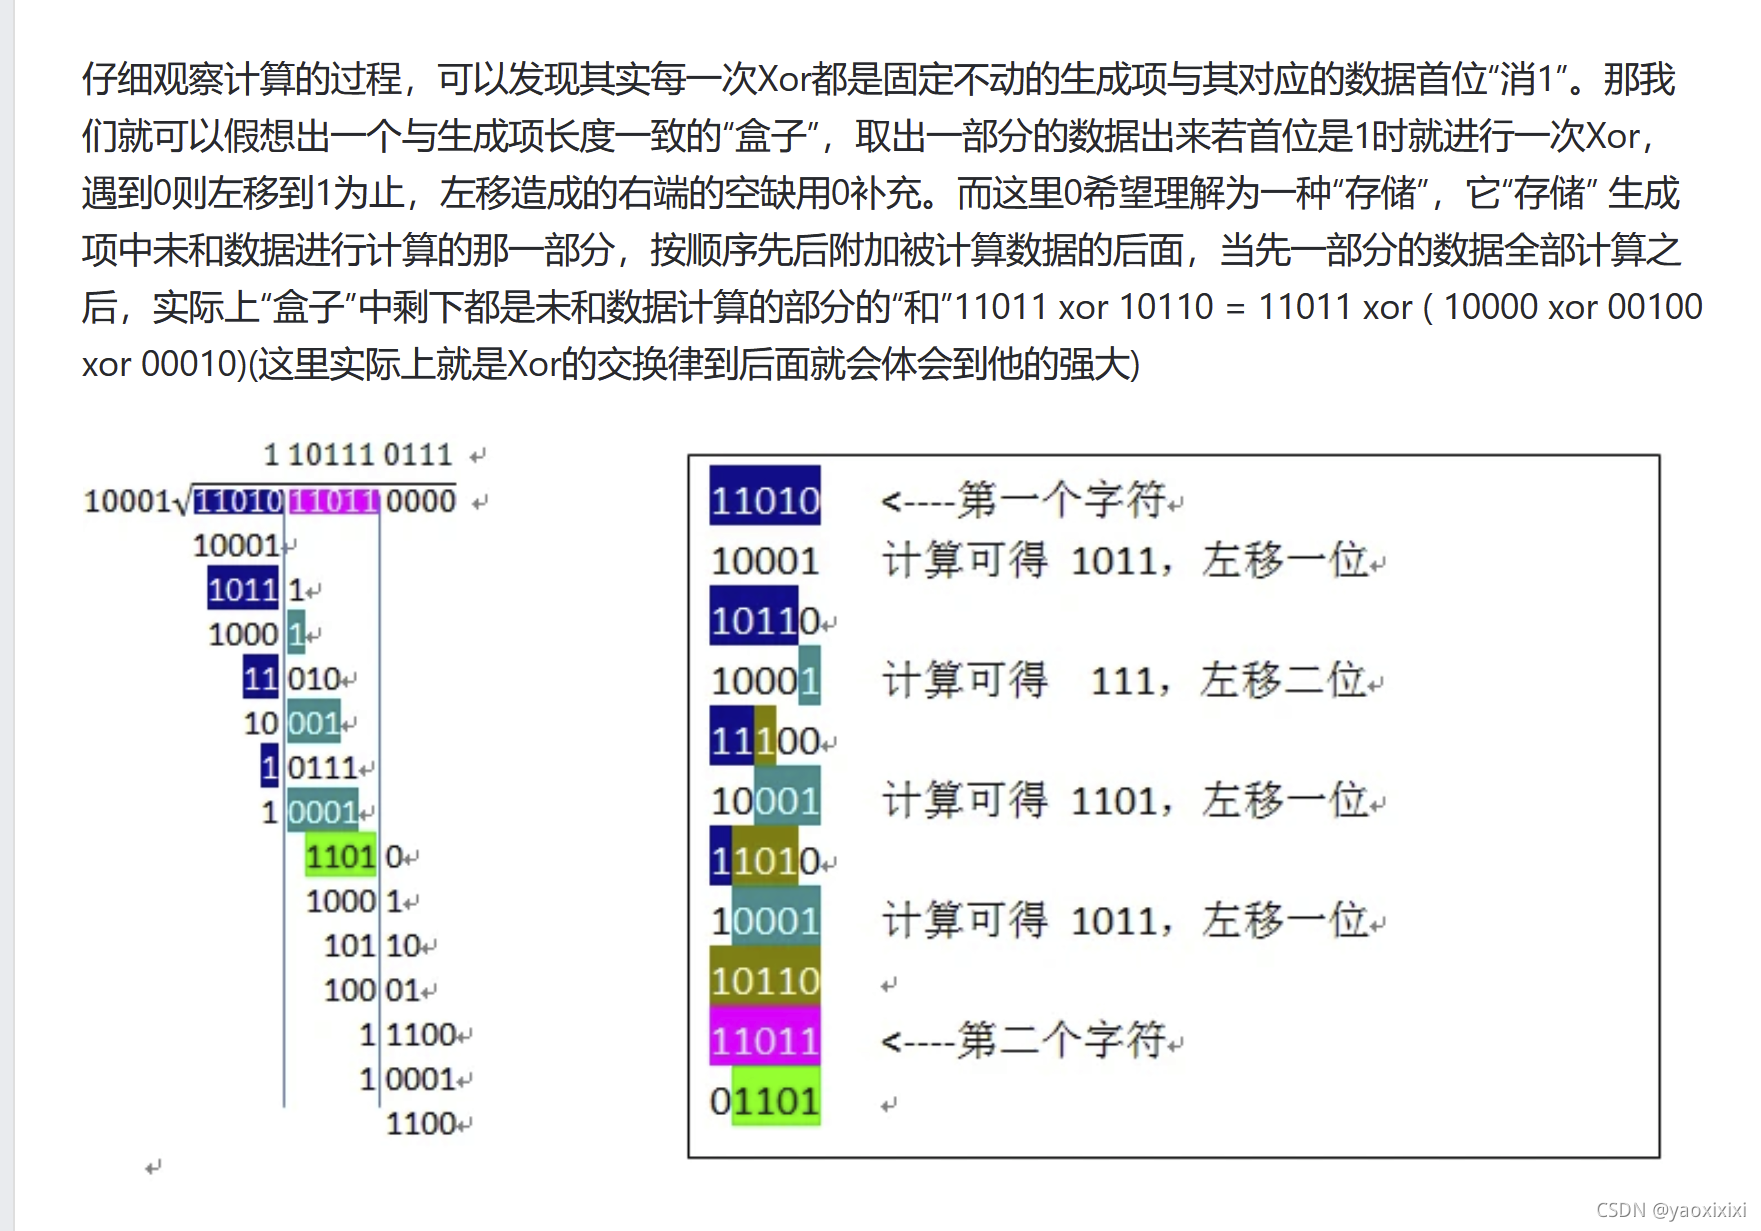 仔细观察计算的过程，可以发现其实每一次Xor都是固定不动的生成项与其对应的数据首位“消1”。那我
们就可以假想出一个与生成项长度一致的“盒子”，取出一部分的数据出来若首位是1时就进行一次Xor，
遇到0则左移到1为止，左移造成的右端的空缺用0补充。而这里0希望理解为一种“存储”，它“存储” 生成
项中未和数据进行计算的那一部分，按顺序先后附加被计算数据的后面，当先一部分的数据全部计算之
后，实际上“盒子”中剩下都是未和数据计算的部分的“和”11011 xor 10110 = 11011 xor ( 10000 xor 00100
xor 00010)(这里实际上就是Xor的交换律到后面就会体会到他的强大)
1 10111 0111 ↵
10001√11010 11011 0000 ↵
10001↵
1011 1↵
1000 1↵
11 010↵
10 001↵
1 0111↵
1 0001↵
1101 0↵
1000 1↵
101 10↵
100 01↵
1 1100↵
1 0001↵
1100↵
↵
11010 <----第一个字符↵
10001 计算可得 1011，左移一位↵
10110↵
10001 计算可得 111，左移二位↵
11100↵
10001 计算可得 1101，左移一位↵
11010↵
10001 计算可得 1011，左移一位↵
10110 ↵
11011 <----第二个字符↵
01101 ↵
CSDN @yaoxixixi